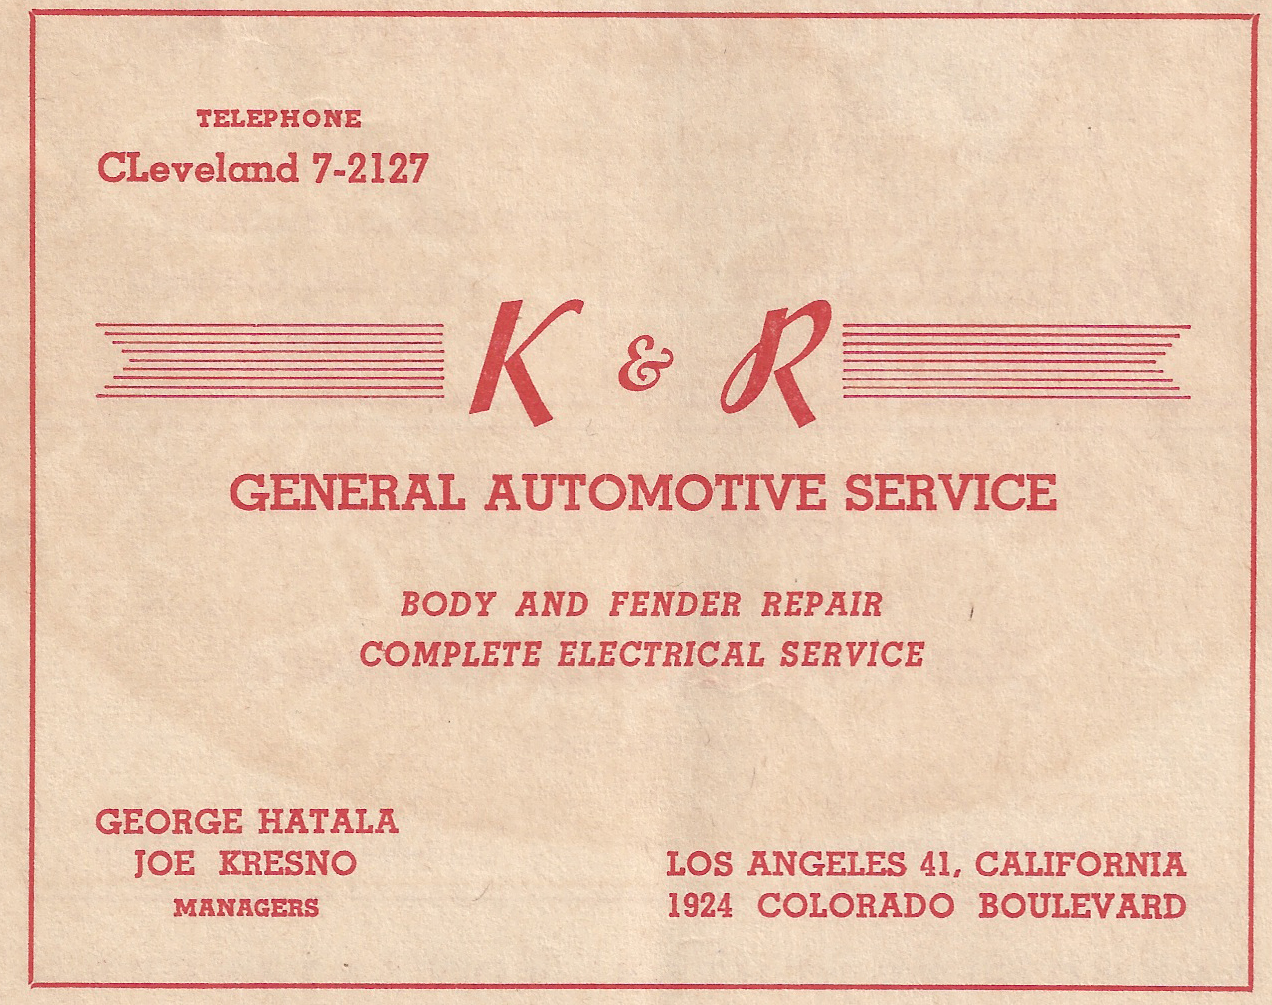 TELEPHONE
CLeveland 7-2127
K & R
GENERAL AUTOMOTIVE SERVICE
BODY AND FENDER REPAIR
COMPLETE ELECTRICAL SERVICE
GEORGE HATALA
JOE KRESNO
MANAGERS
LOS ANGELES 41, CALIFORNIA
1924 COLORADO BOULEVARD